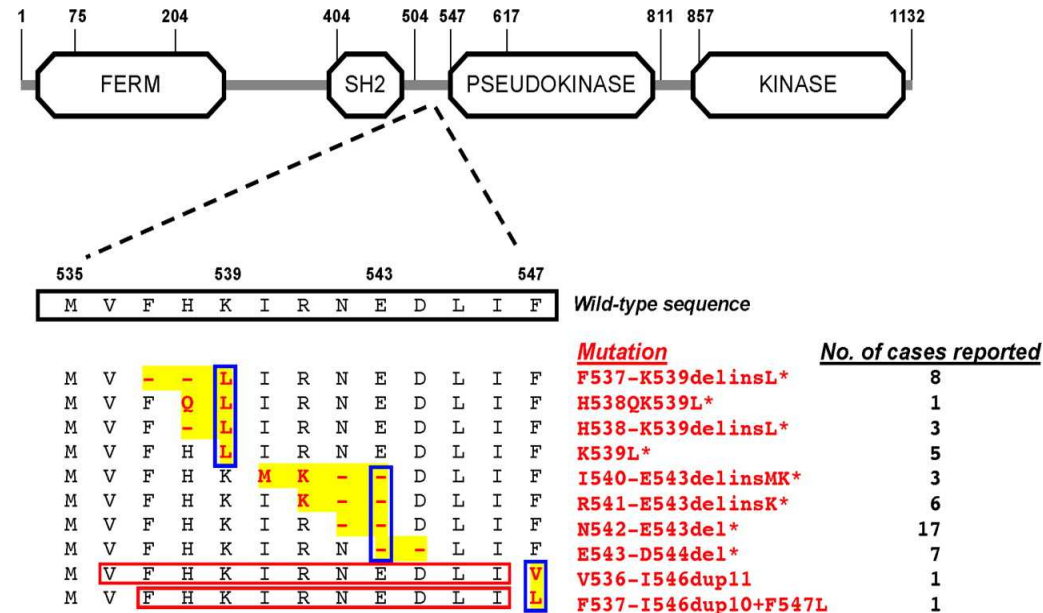 1 75 204 404 504 547 617 811 857 1132
FERM SH2 PSEUDOKINASE KINASE
535 539 543 547
M V F H K I R N E D L I F Wild-type sequence
Mutation No. of cases reported
M V - - L I R N E D L I F F537-K539delinsL* 8
M V F Q L I R N E D L I F H538QK539L* 1
M V F - L I R N E D L I F H538-K539delinsL* 3
M V F H L I R N E D L I F K539L* 5
M V F H K M K - - D L I F I540-E543delinsMK* 3
M V F H K I K - - D L I F R541-E543delinsK* 6
M V F H K I R - - D L I F N542-E543del* 17
M V F H K I R N - - L I F E543-D544del* 7
M V F H K I R N E D L I V V536-I546dup11 1
M V F H K I R N E D L I L F537-I546dup10+F547L 1